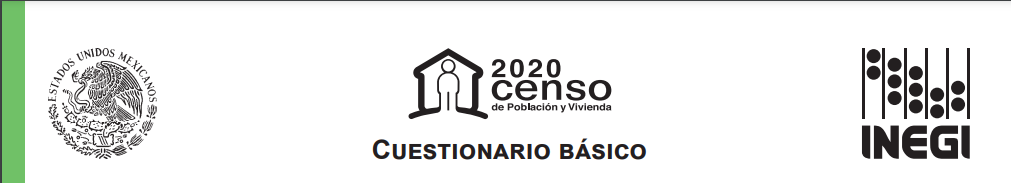 ESTADOS UNIDOS MEXICANOS
2020
censo
de Población y Vivienda
CUESTIONARIO BÁSICO
INEGI